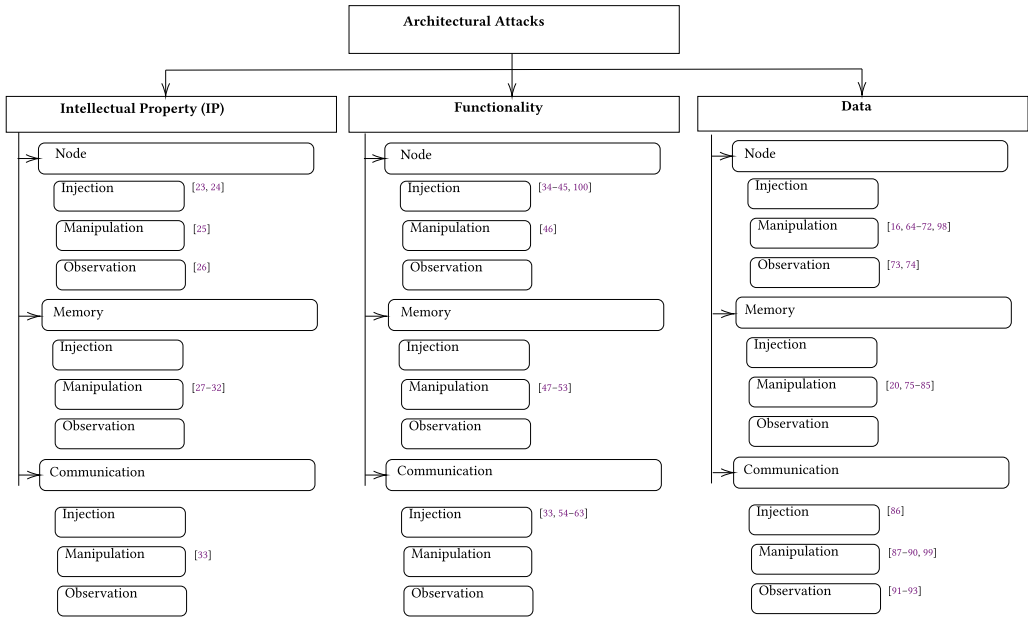 Architectural Attacks
Intellectual Property (IP)
Node
Injection [23, 24]
Manipulation [25]
Observation [26]
Memory
Injection
Manipulation [27–32]
Observation
Communication
Injection
Manipulation [33]
Observation
Functionality
Node
Injection [34–45, 100]
Manipulation [46]
Observation
Memory
Injection
Manipulation [47–53]
Observation
Communication
Injection [33, 54–63]
Manipulation
Observation
Data
Node
Injection
Manipulation [16, 64–72, 98]
Observation [73, 74]
Memory
Injection
Manipulation [20, 75–85]
Observation
Communication
Injection [86]
Manipulation [87–90, 99]
Observation [91–93]